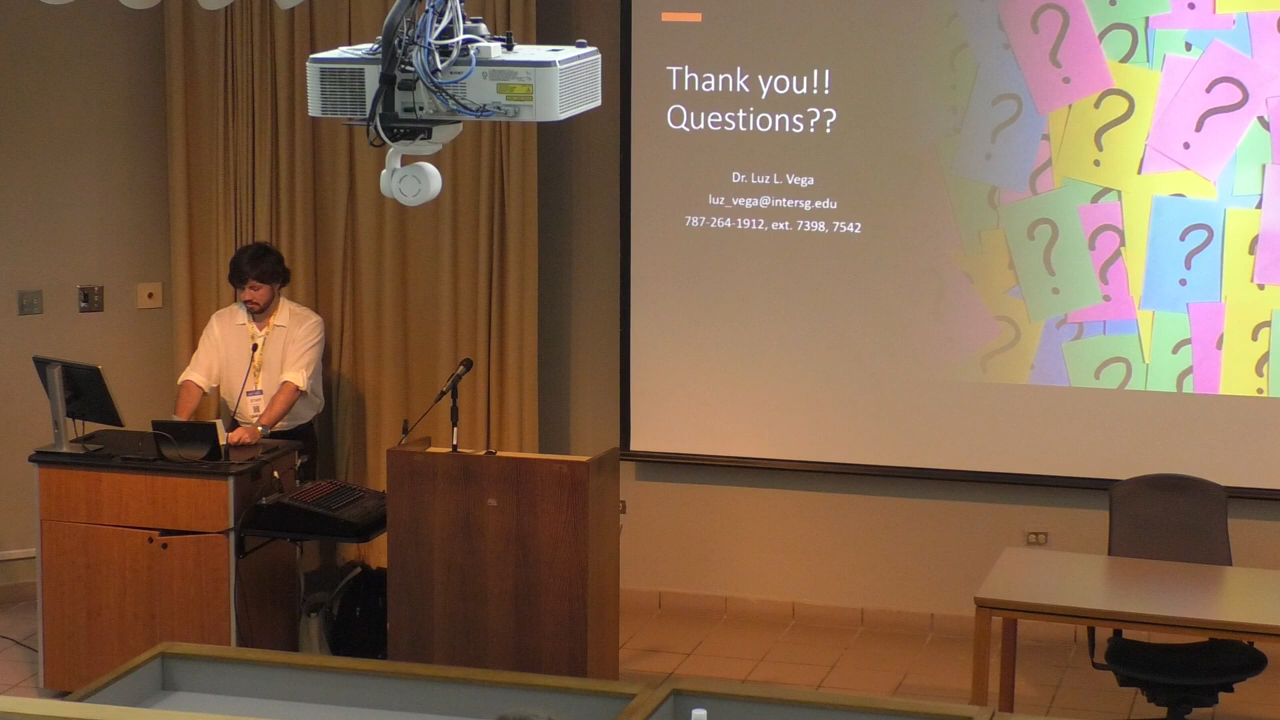 Thank you!!
Questions??
Dr. Luz L. Vega
luz_vega@intersg.edu
787-264-1912, ext. 7398, 7542
? ? ? ? ? ? ? ? ? ? ? ? ? ? ? ?